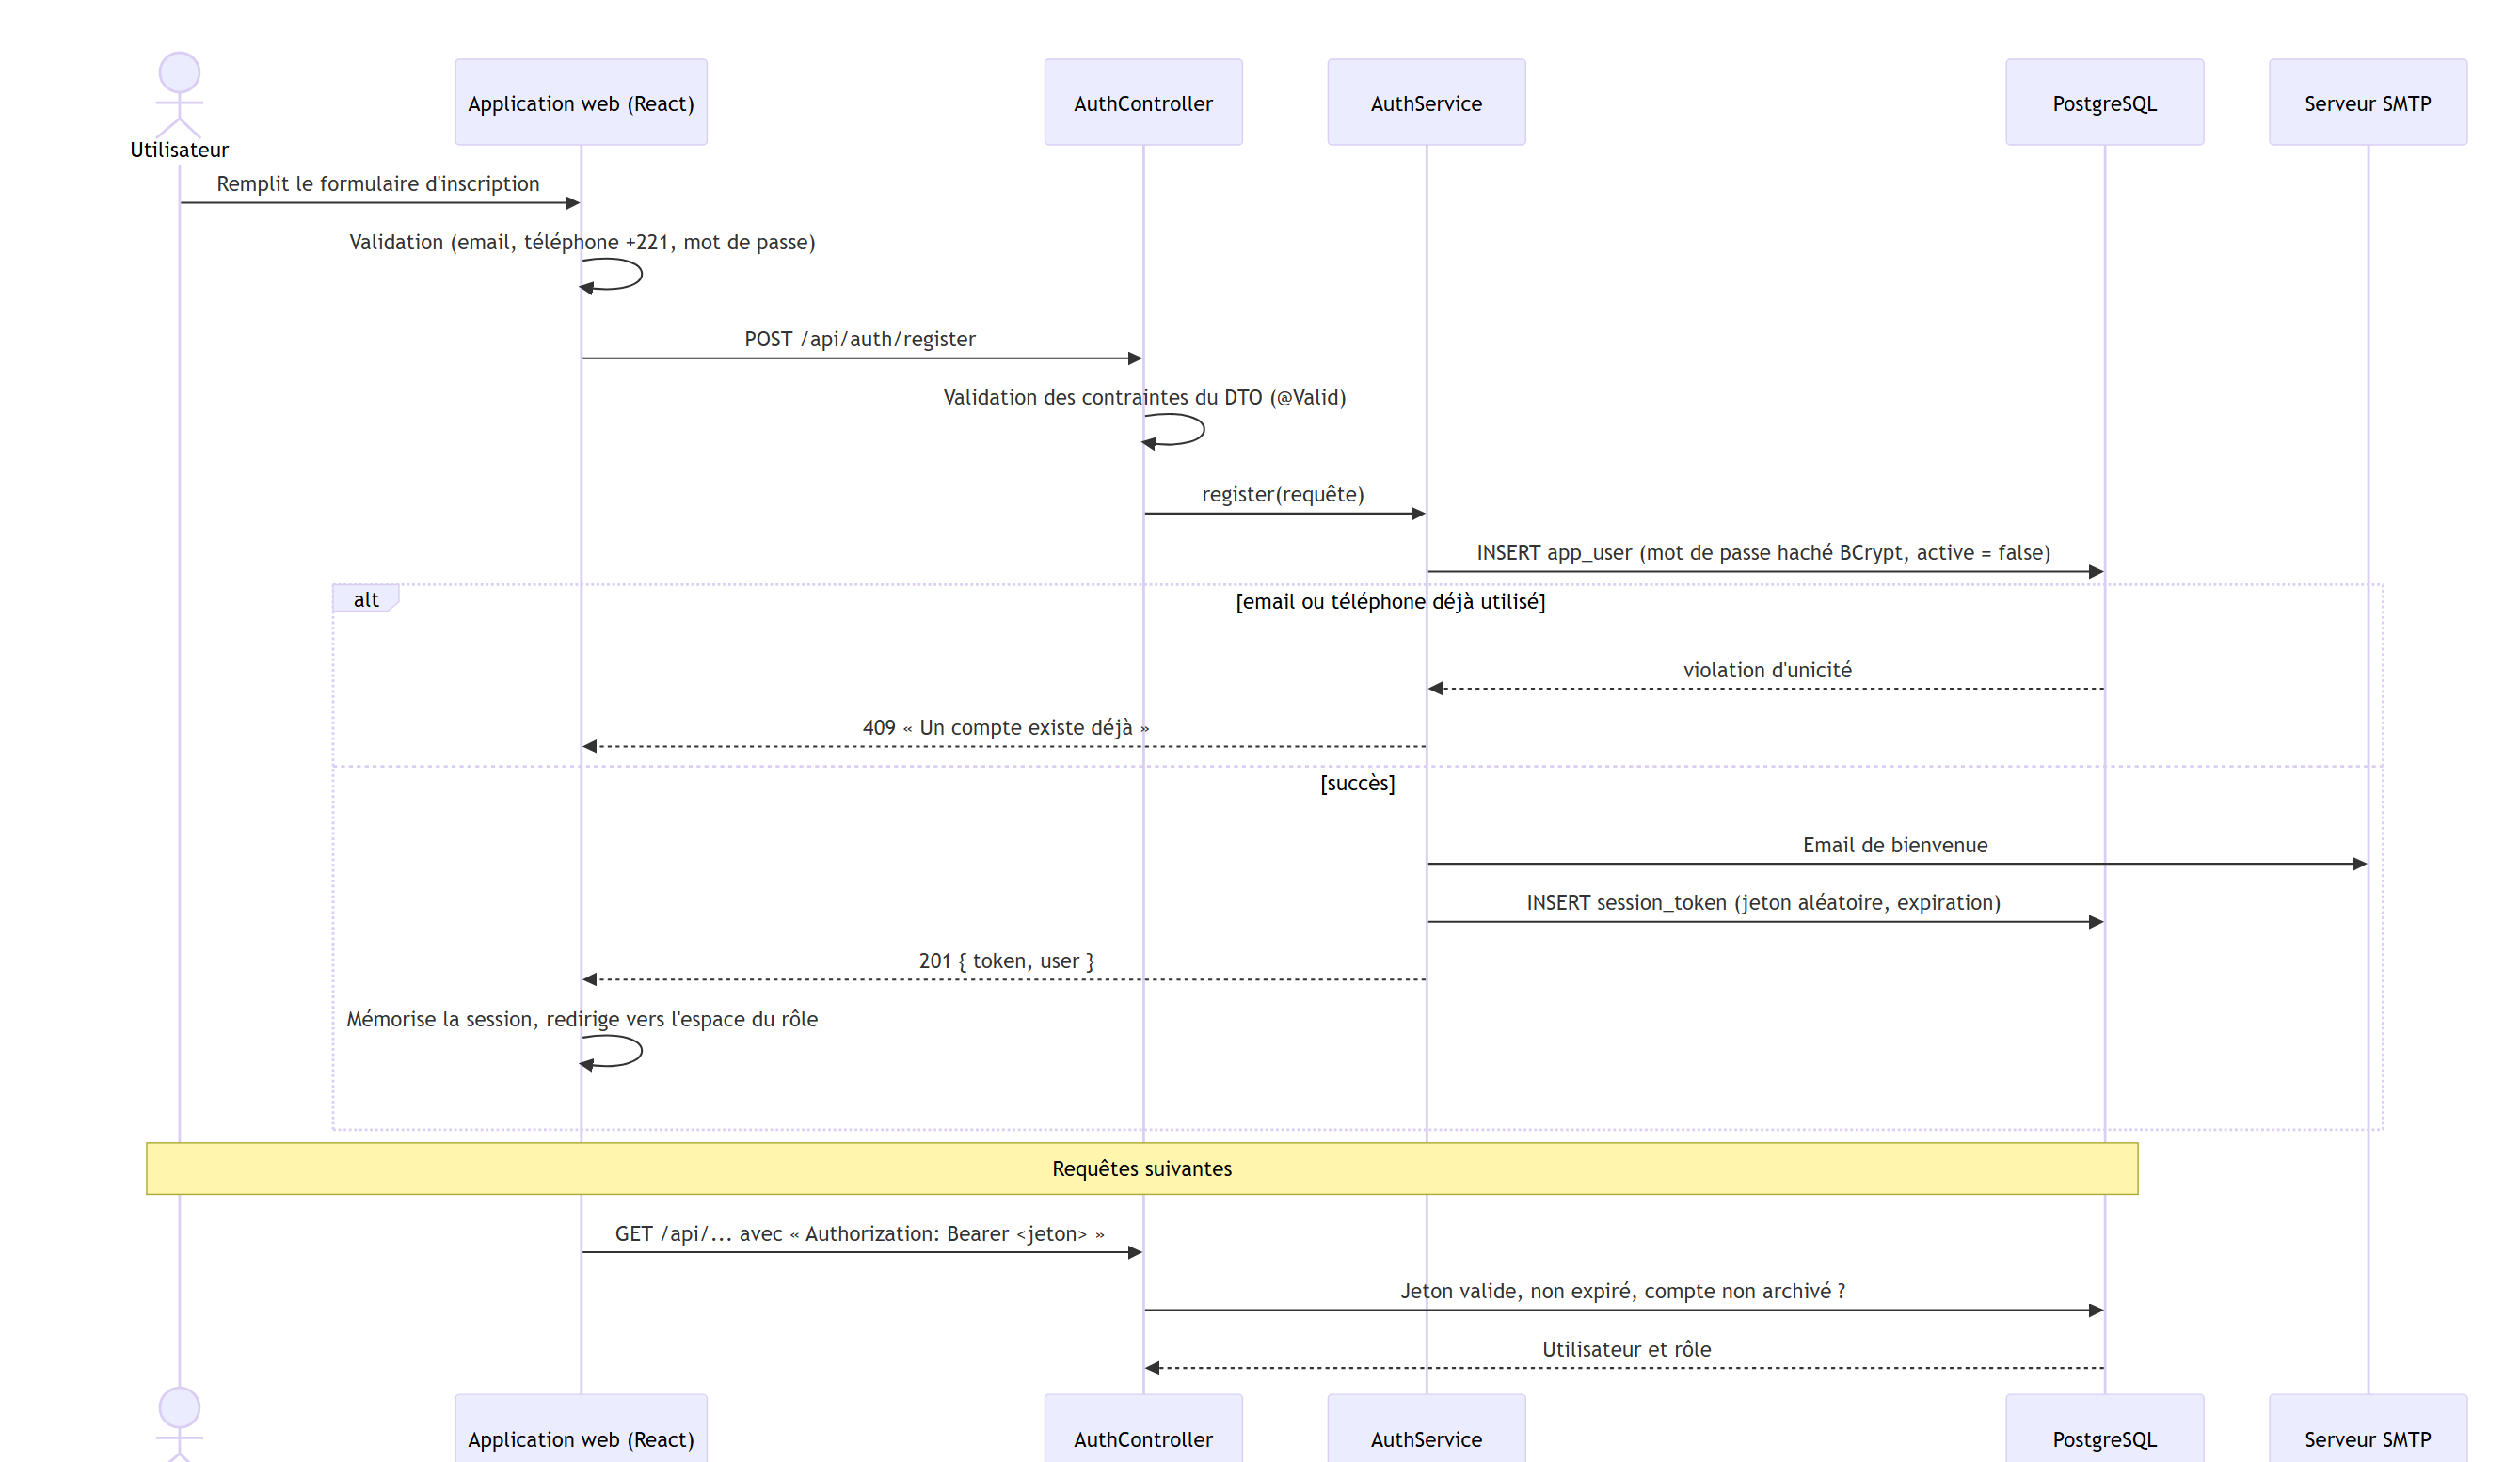 Utilisateur
Application web (React)
AuthController
AuthService
PostgreSQL
Serveur SMTP
Remplit le formulaire d'inscription
Validation (email, téléphone +221, mot de passe)
POST /api/auth/register
Validation des contraintes du DTO (@Valid)
register(requête)
INSERT app_user (mot de passe haché BCrypt, active = false)
alt
[email ou téléphone déjà utilisé]
violation d'unicité
409 « Un compte existe déjà »
[succès]
Email de bienvenue
INSERT session_token (jeton aléatoire, expiration)
201 { token, user }
Mémorise la session, redirige vers l'espace du rôle
Requêtes suivantes
GET /api/... avec « Authorization: Bearer <jeton> »
Jeton valide, non expiré, compte non archivé ?
Utilisateur et rôle
Application web (React)
AuthController
AuthService
PostgreSQL
Serveur SMTP